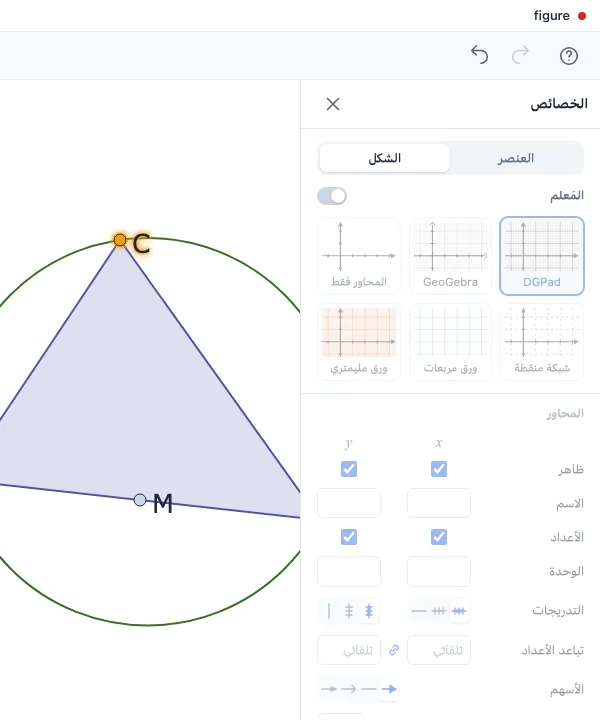 figure
الخصائص
العنصر
الشكل
المَعلم
DGPad
GeoGebra
المحاور فقط
شبكة منقطة
ورق مربعات
ورق مليمتري
المحاور
x
y
ظاهر
الاسم
الأعداد
الوحدة
التدريجات
تباعد الأعداد
تلقائي
تلقائي
الأسهم
C
M